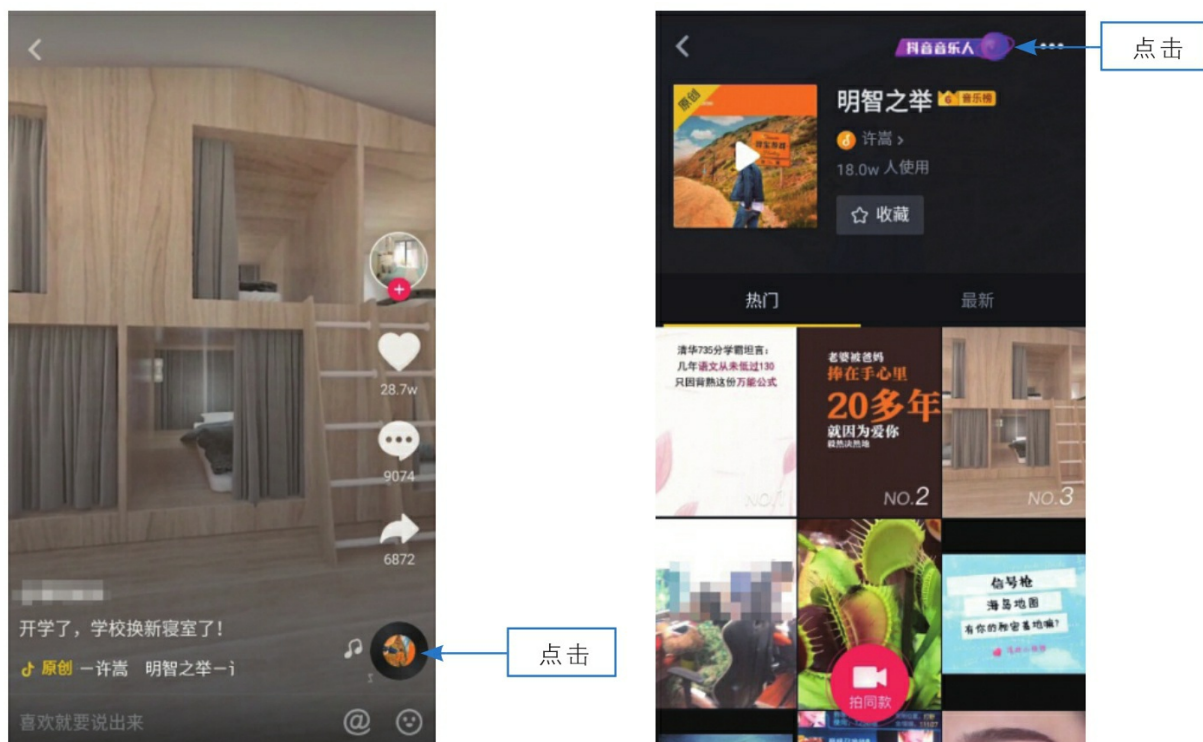 28.7w
9074
6872
开学了，学校换新寝室了！
原创 一许嵩 明智之举一i
喜欢就要说出来
@
点击
抖音音乐人
点击
原创
明智之举 音乐榜
许嵩 >
18.0w 人使用
收藏
热门 最新
清华735分学霸坦言：
几年语文从未低过130
只因背熟这份万能公式
NO.1
老婆被爸妈
捧在手心里
20多年
就因为爱你
毅然决然地
NO.2
NO.3
信号枪
海岛地图
有你的秘密基地嘛?
拍同款